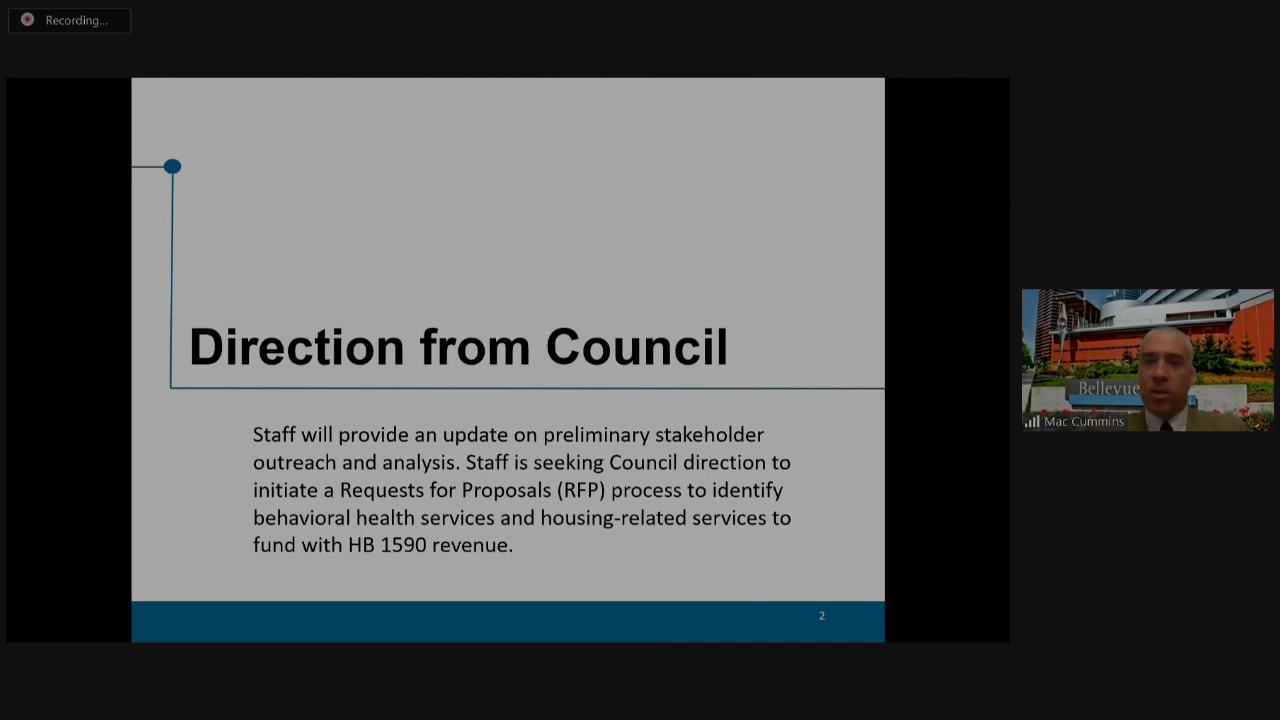 Recording...
Direction from Council
Staff will provide an update on preliminary stakeholder
outreach and analysis. Staff is seeking Council direction to
initiate a Requests for Proposals (RFP) process to identify
behavioral health services and housing-related services to
fund with HB 1590 revenue.
2
Bellevue
Mac Cummins